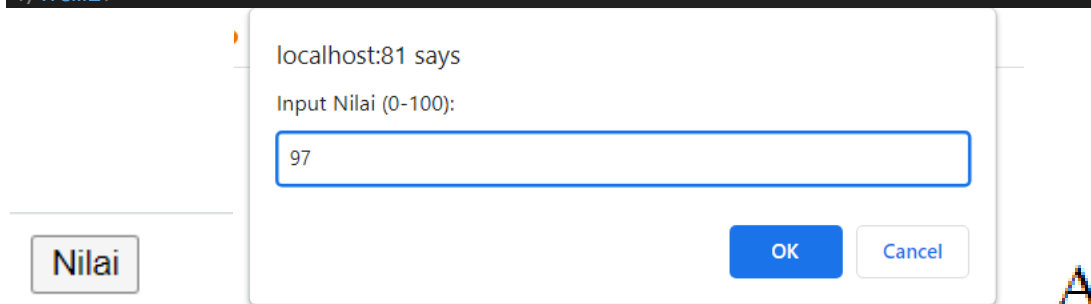 localhost:81 says
Input Nilai (0-100):
97
OK Cancel
Nilai
A